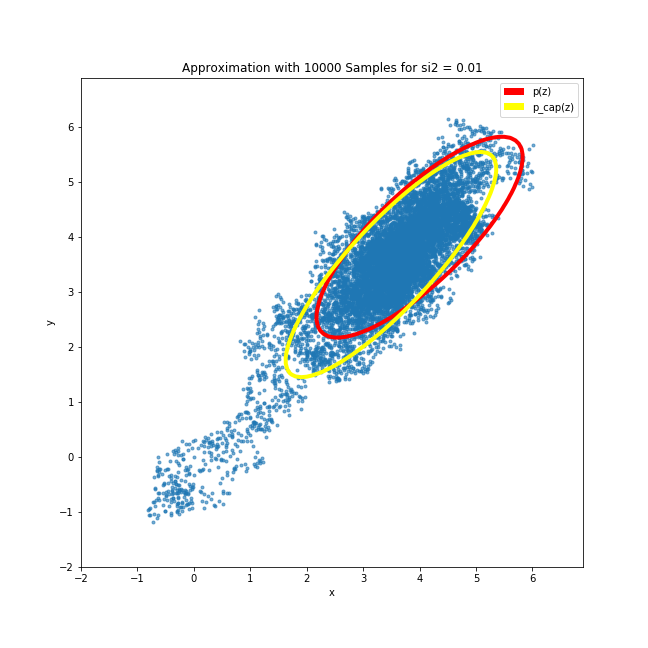 Approximation with 10000 Samples for si2 = 0.01
p(z)
p_cap(z)
6
5
4
3
2
1
0
−1
−2
y
−2 −1 0 1 2 3 4 5 6
x